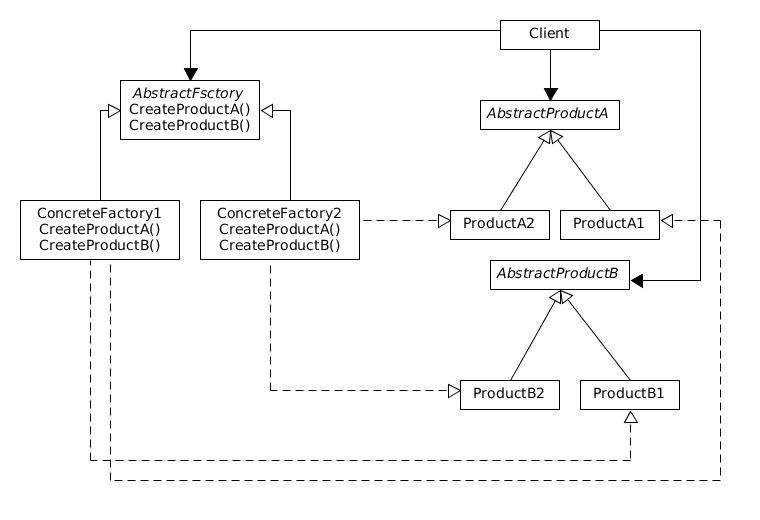 Client
AbstractFsctory
CreateProductA()
CreateProductB()
AbstractProductA
ConcreteFactory1
CreateProductA()
CreateProductB()
ConcreteFactory2
CreateProductA()
CreateProductB()
ProductA2
ProductA1
AbstractProductB
ProductB2
ProductB1